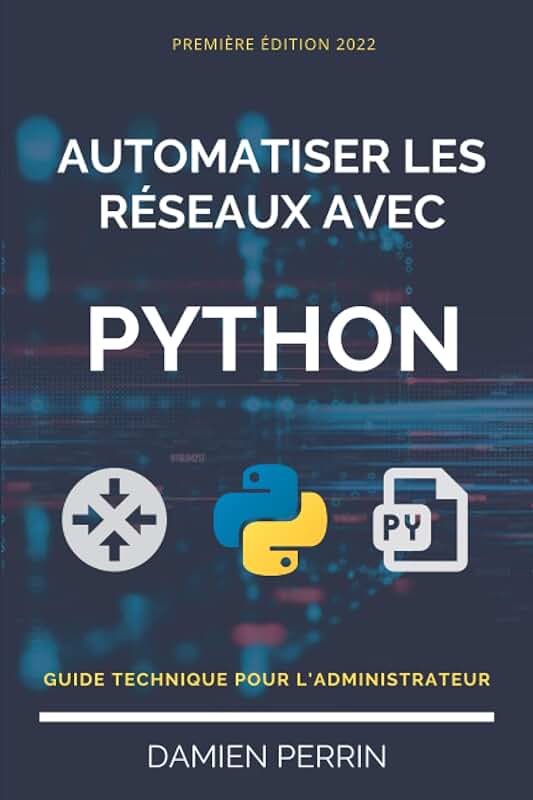 PREMIÈRE ÉDITION 2022
AUTOMATISER LES
RÉSEAUX AVEC
PYTHON
PY
GUIDE TECHNIQUE POUR L'ADMINISTRATEUR
DAMIEN PERRIN